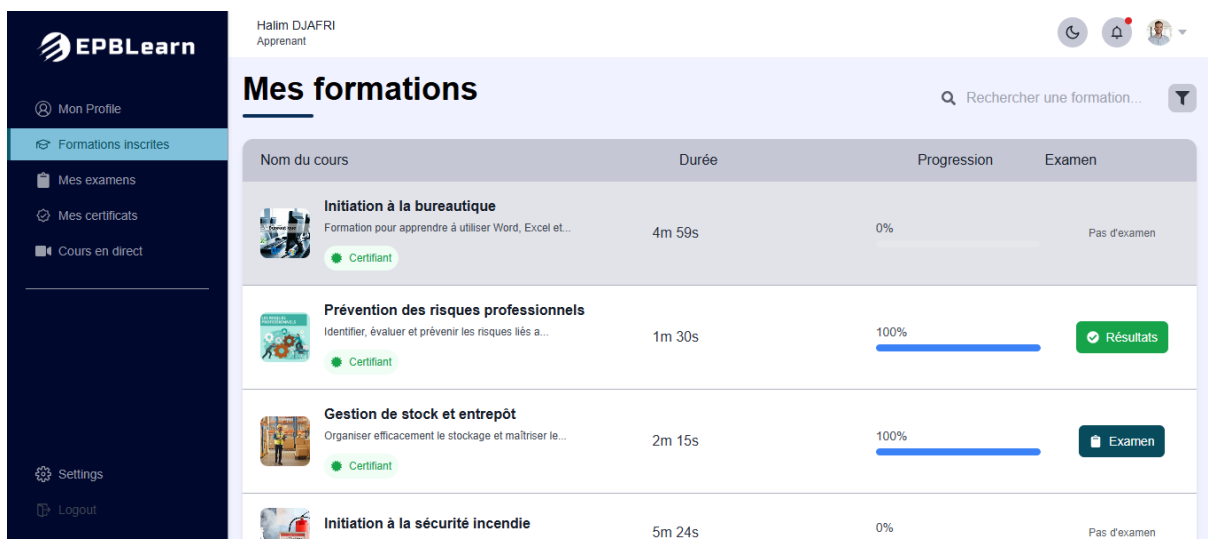 EPBLearn
Halim DJAFRI
Apprenant
Mon Profile
Formations inscrites
Mes examens
Mes certificats
Cours en direct
Settings
Logout
Mes formations
Rechercher une formation...
Nom du cours Durée Progression Examen
Initiation à la bureautique
Formation pour apprendre à utiliser Word, Excel et...
Certifiant
4m 59s
0%
Pas d'examen
Prévention des risques professionnels
Identifier, évaluer et prévenir les risques liés a...
Certifiant
1m 30s
100%
Résultats
Gestion de stock et entrepôt
Organiser efficacement le stockage et maîtriser le...
Certifiant
2m 15s
100%
Examen
Initiation à la sécurité incendie
5m 24s
0%
Pas d'examen